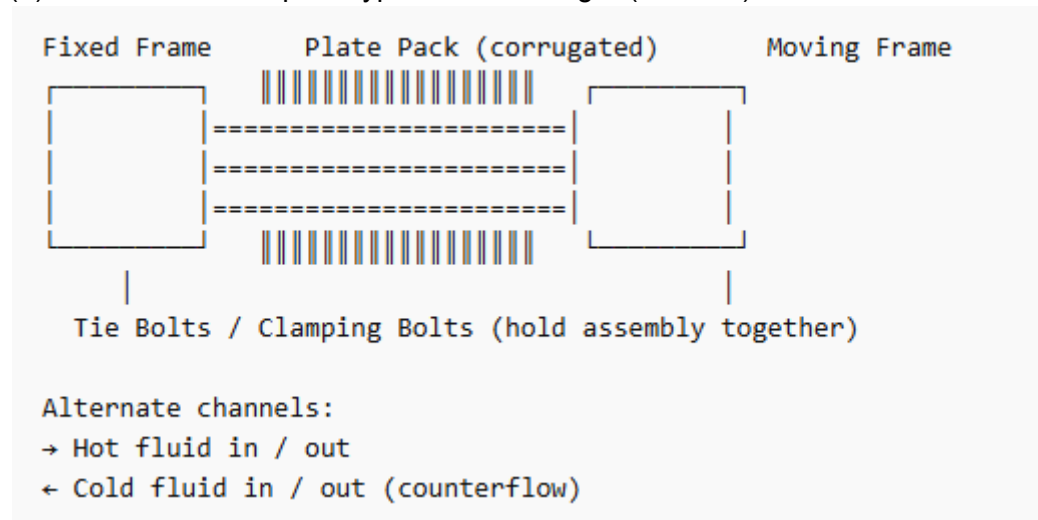 Fixed Frame Plate Pack (corrugated) Moving Frame
Tie Bolts / Clamping Bolts (hold assembly together)
Alternate channels:
→ Hot fluid in / out
← Cold fluid in / out (counterflow)